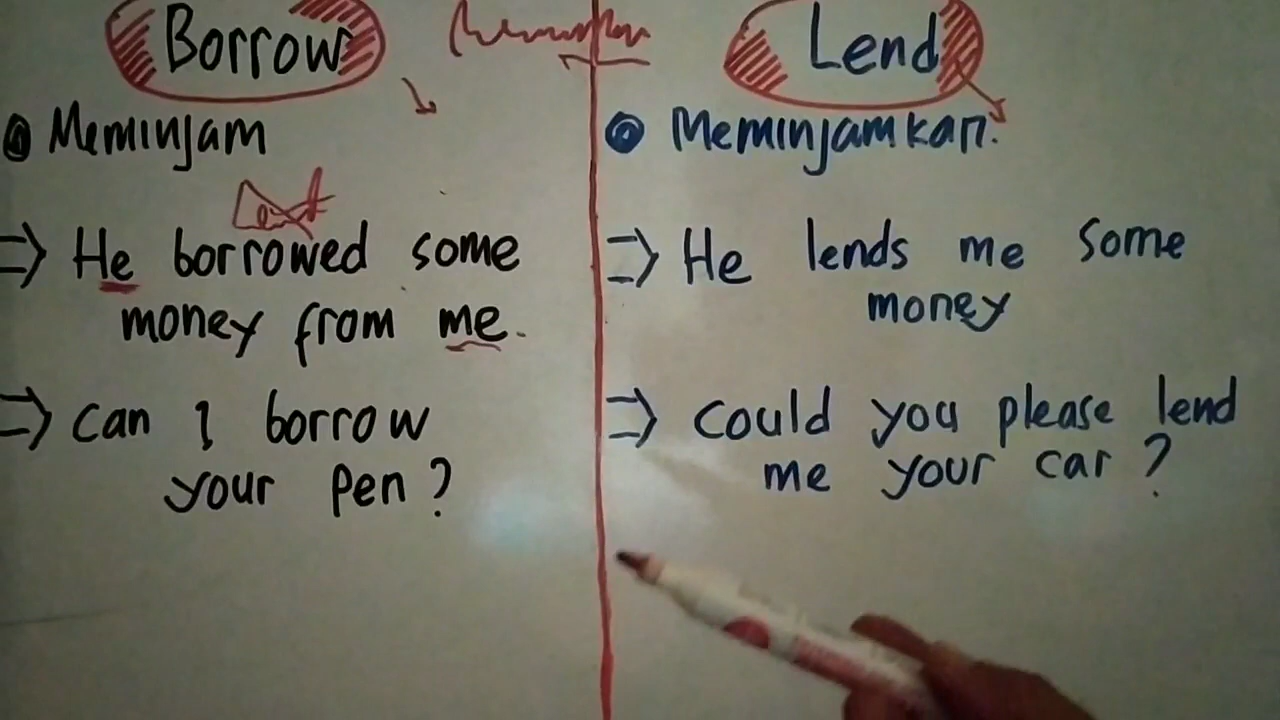 Borrow
Meminjam
He borrowed some
money from me.
can I borrow
your pen?
Lend
Meminjamkan.
He lends me some
money
could you please lend
me your car?